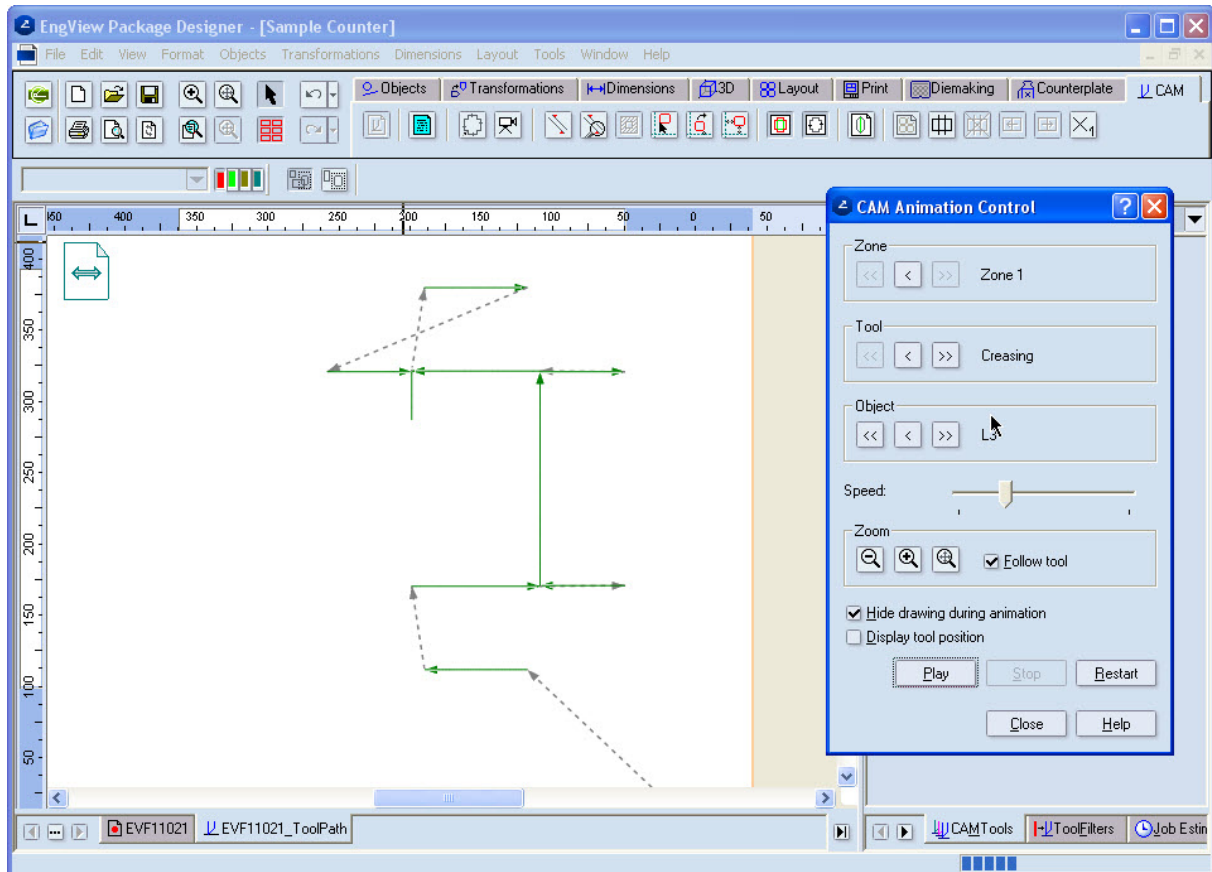 EngView Package Designer - [Sample Counter]
File Edit View Format Objects Transformations Dimensions Layout Tools Window Help
Objects Transformations Dimensions 3D Layout Print Diemaking Counterplate CAM
L 400 350 300 250 200 150 100 50 0 50
CAM Animation Control
Zone
<< < >> Zone 1
Tool
<< < >> Creasing
Object
<< < >> L3
Speed:
Zoom
Follow tool
Hide drawing during animation
Display tool position
Play Stop Restart
Close Help
400
350
300
250
200
150
100
50
EVF11021 EVF11021_ToolPath
CAMTools ToolFilters Job Estim